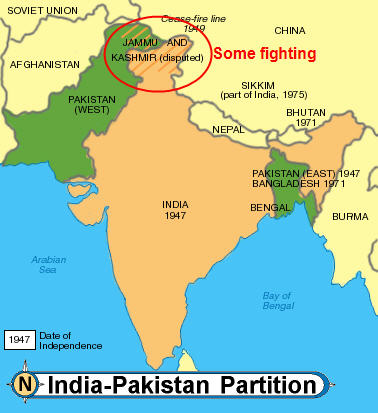 SOVIET UNION
Cease-fire line
1949
CHINA
JAMMU AND
KASHMIR (disputed)
Some fighting
AFGHANISTAN
SIKKIM
(part of India, 1975)
PAKISTAN
(WEST)
BHUTAN
1971
NEPAL
PAKISTAN (EAST) 1947
BANGLADESH 1971
INDIA
1947
BENGAL
BURMA
Arabian
Sea
Bay of
Bengal
1947
Date of
Independence
N
India-Pakistan Partition